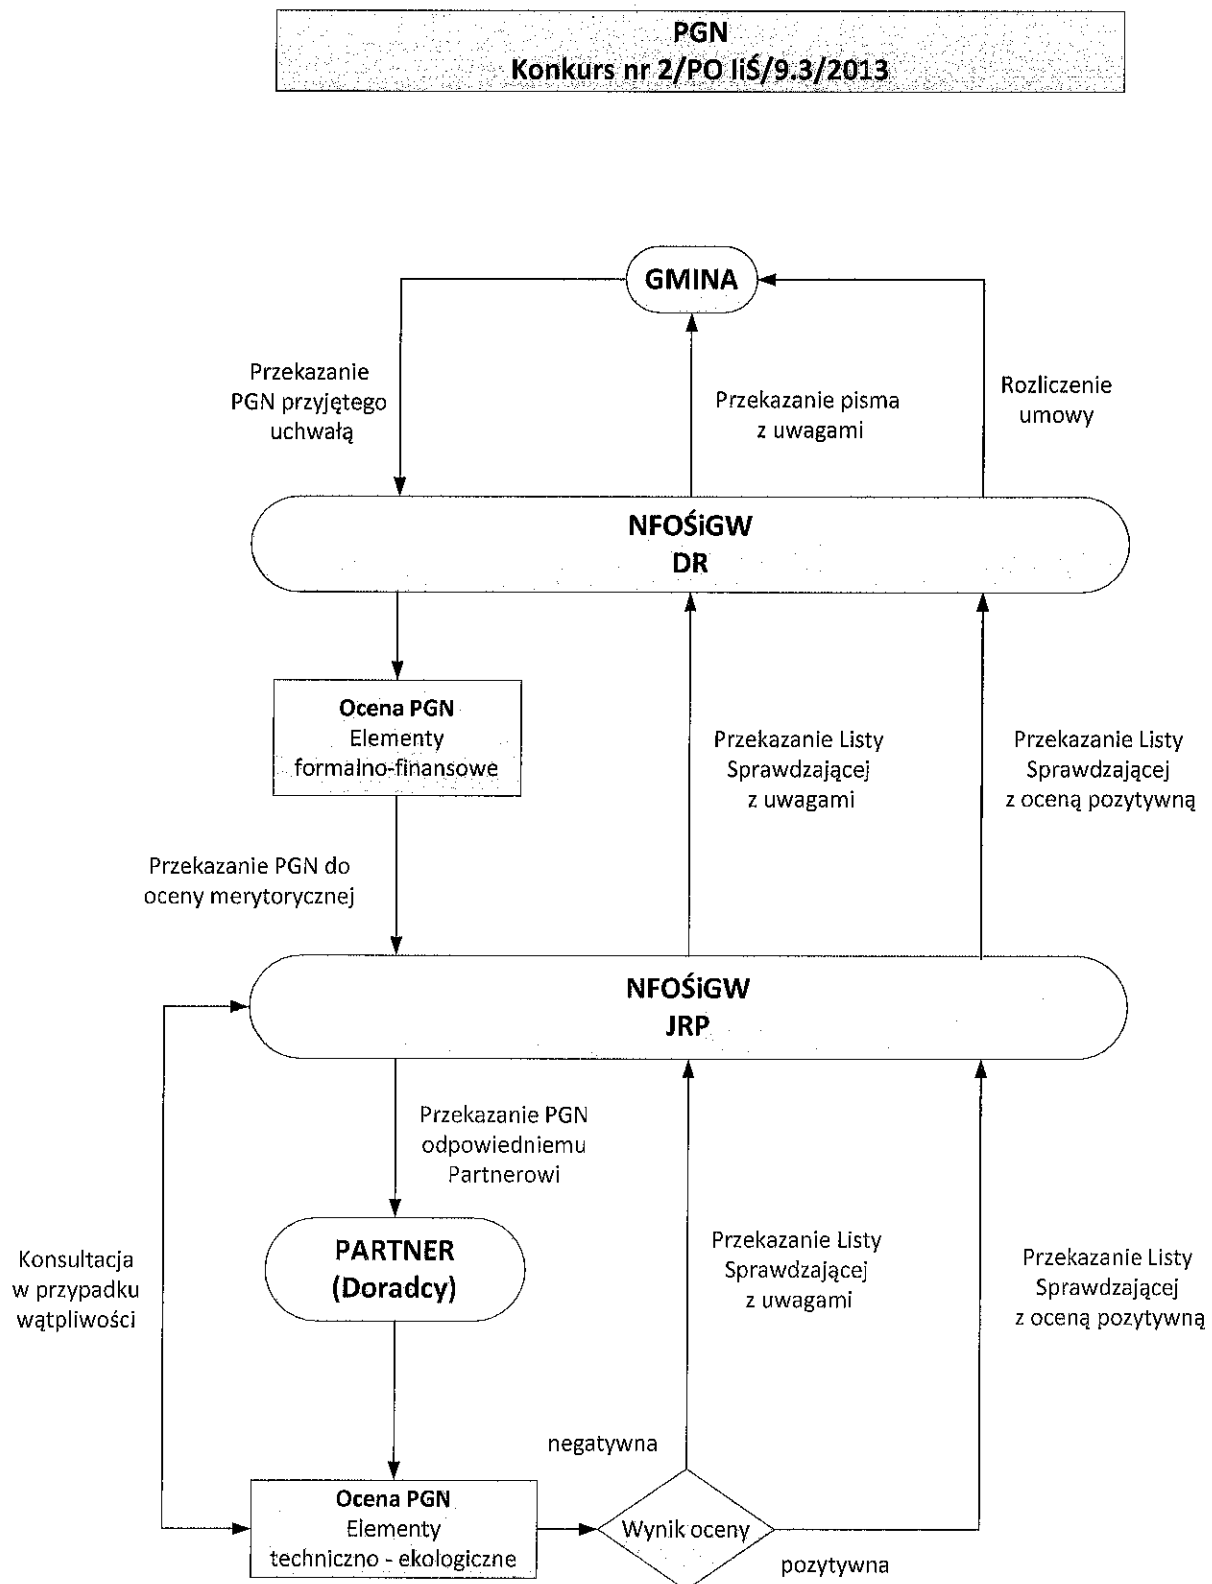 PGN
Konkurs nr 2/PO IiŚ/9.3/2013
GMINA
Przekazanie
PGN przyjętego
uchwałą
Przekazanie pisma
z uwagami
Rozliczenie
umowy
NFOŚiGW
DR
Ocena PGN
Elementy
formalno-finansowe
Przekazanie Listy
Sprawdzającej
z uwagami
Przekazanie Listy
Sprawdzającej
z oceną pozytywną
Przekazanie PGN do
oceny merytorycznej
NFOŚiGW
JRP
Przekazanie PGN
odpowiedniemu
Partnerowi
PARTNER
(Doradcy)
Konsultacja
w przypadku
wątpliwości
Przekazanie Listy
Sprawdzającej
z uwagami
Przekazanie Listy
Sprawdzającej
z oceną pozytywną
negatywna
Ocena PGN
Elementy
techniczno - ekologiczne
Wynik oceny
pozytywna